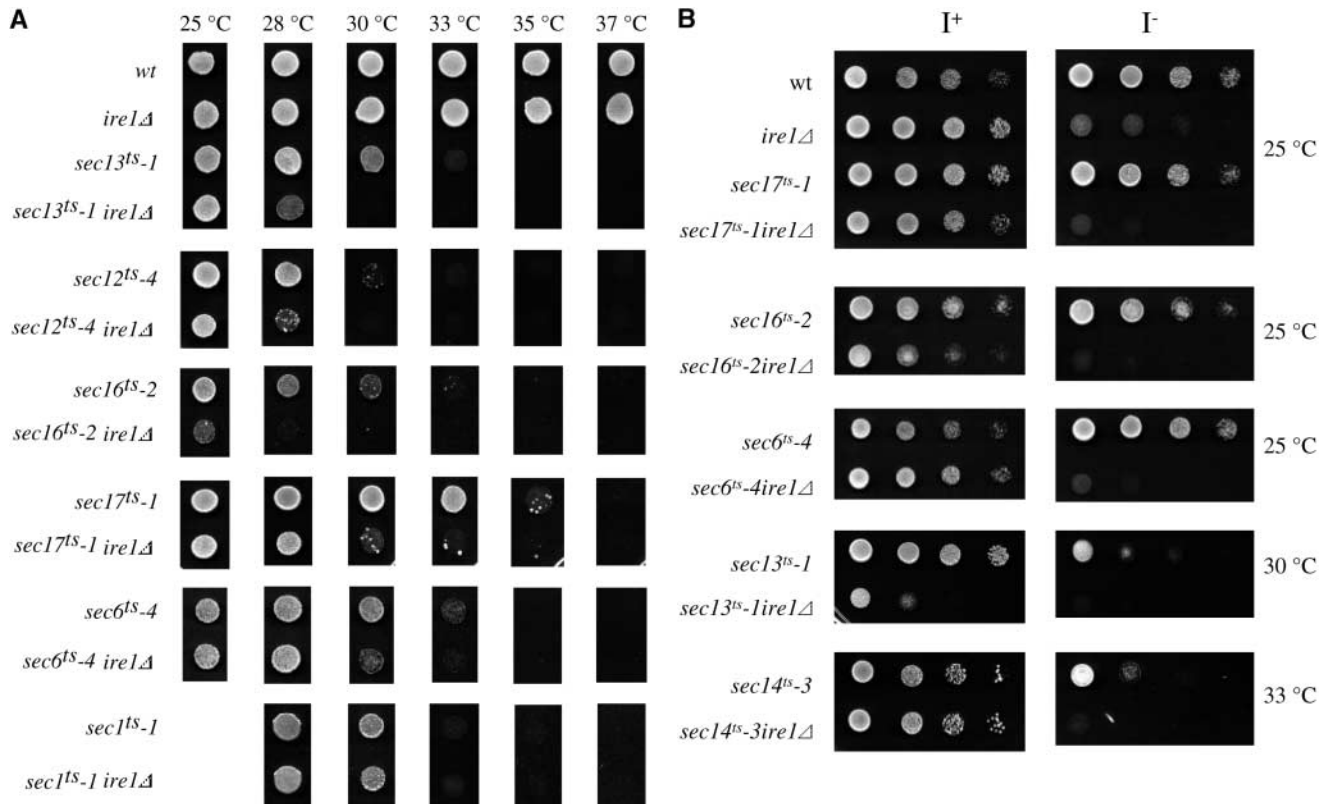 A
25 °C 28 °C 30 °C 33 °C 35 °C 37 °C
wt
ire1Δ
sec13ts-1
sec13ts-1 ire1Δ
sec12ts-4
sec12ts-4 ire1Δ
sec16ts-2
sec16ts-2 ire1Δ
sec17ts-1
sec17ts-1 ire1Δ
sec6ts-4
sec6ts-4 ire1Δ
sec1ts-1
sec1ts-1 ire1Δ
B
I+ I-
wt
ire1Δ
sec17ts-1
sec17ts-1ire1Δ
25 °C
sec16ts-2
sec16ts-2ire1Δ
25 °C
sec6ts-4
sec6ts-4ire1Δ
25 °C
sec13ts-1
sec13ts-1ire1Δ
30 °C
sec14ts-3
sec14ts-3ire1Δ
33 °C